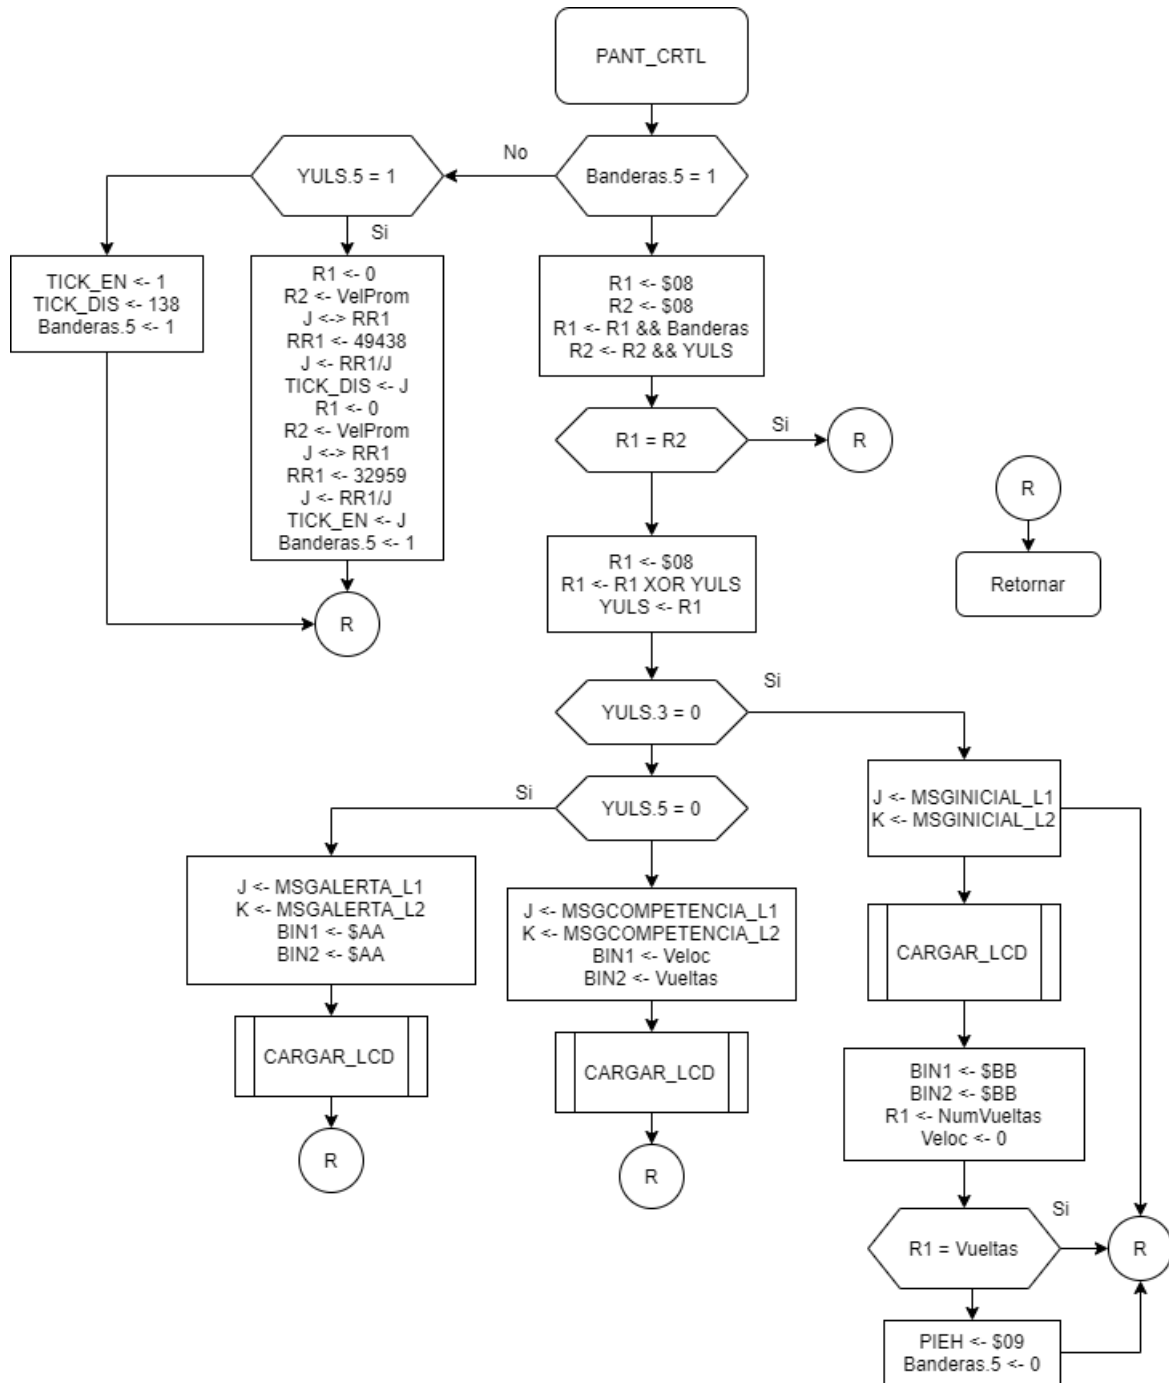 PANT_CRTL
No
YULS.5 = 1
Banderas.5 = 1
Si
TICK_EN <- 1
TICK_DIS <- 138
Banderas.5 <- 1
R1 <- 0
R2 <- VelProm
J <-> RR1
RR1 <- 49438
J <- RR1/J
TICK_DIS <- J
R1 <- 0
R2 <- VelProm
J <-> RR1
RR1 <- 32959
J <- RR1/J
TICK_EN <- J
Banderas.5 <- 1
R
R1 <- $08
R2 <- $08
R1 <- R1 && Banderas
R2 <- R2 && YULS
R1 = R2
Si
R
R
Retornar
R1 <- $08
R1 <- R1 XOR YULS
YULS <- R1
YULS.3 = 0
Si
YULS.5 = 0
Si
J <- MSGALERTA_L1
K <- MSGALERTA_L2
BIN1 <- $AA
BIN2 <- $AA
CARGAR_LCD
R
J <- MSGCOMPETENCIA_L1
K <- MSGCOMPETENCIA_L2
BIN1 <- Veloc
BIN2 <- Vueltas
CARGAR_LCD
R
J <- MSGINICIAL_L1
K <- MSGINICIAL_L2
CARGAR_LCD
BIN1 <- $BB
BIN2 <- $BB
R1 <- NumVueltas
Veloc <- 0
R1 = Vueltas
Si
R
PIEH <- $09
Banderas.5 <- 0